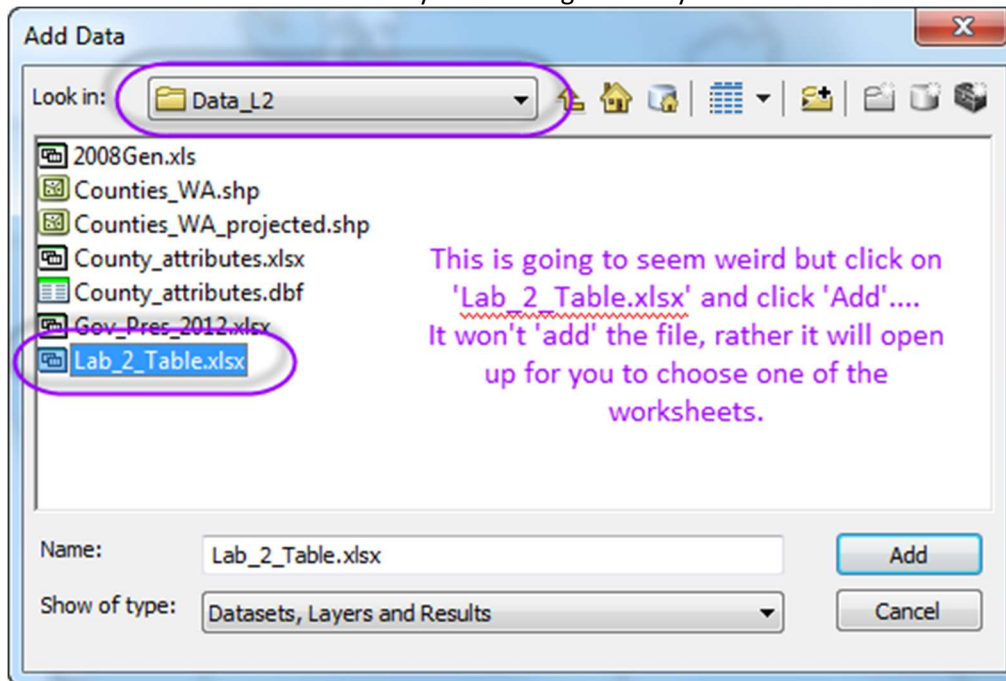 Add Data
Look in:
Data_L2
2008Gen.xls
Counties_WA.shp
Counties_WA_projected.shp
County_attributes.xlsx
County_attributes.dbf
Gov_Pres_2012.xlsx
Lab_2_Table.xlsx
This is going to seem weird but click on
'Lab_2_Table.xlsx' and click 'Add'....
It won't 'add' the file, rather it will open
up for you to choose one of the
worksheets.
Name:
Lab_2_Table.xlsx
Add
Show of type:
Datasets, Layers and Results
Cancel